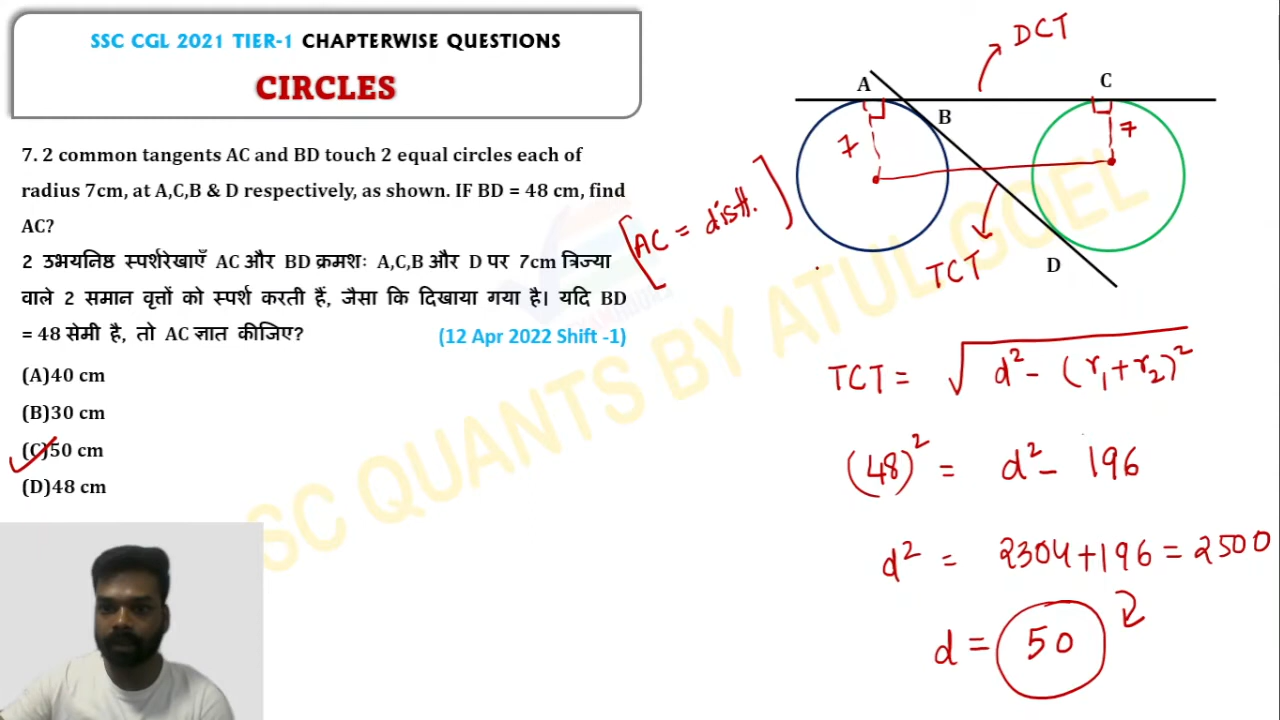 SSC CGL 2021 TIER-1 CHAPTERWISE QUESTIONS
CIRCLES
7. 2 common tangents AC and BD touch 2 equal circles each of
radius 7cm, at A,C,B & D respectively, as shown. IF BD = 48 cm, find
AC?
2 उभयनिष्ठ स्पर्शरेखाएँ AC और BD क्रमशः A,C,B और D पर 7cm त्रिज्या
वाले 2 समान वृत्तों को स्पर्श करती हैं, जैसा कि दिखाया गया है। यदि BD
= 48 सेमी है, तो AC ज्ञात कीजिए?
(12 Apr 2022 Shift -1)
(A)40 cm
(B)30 cm
(C)50 cm
(D)48 cm
DCT
A
C
B
7
7
[AC = distt.]
TCT
D
TCT = √d² - (r₁+r₂)²
(48)² = d² - 196
d² = 2304+196 = 2500
d = 50
SC QUANTS BY ATUL GOEL